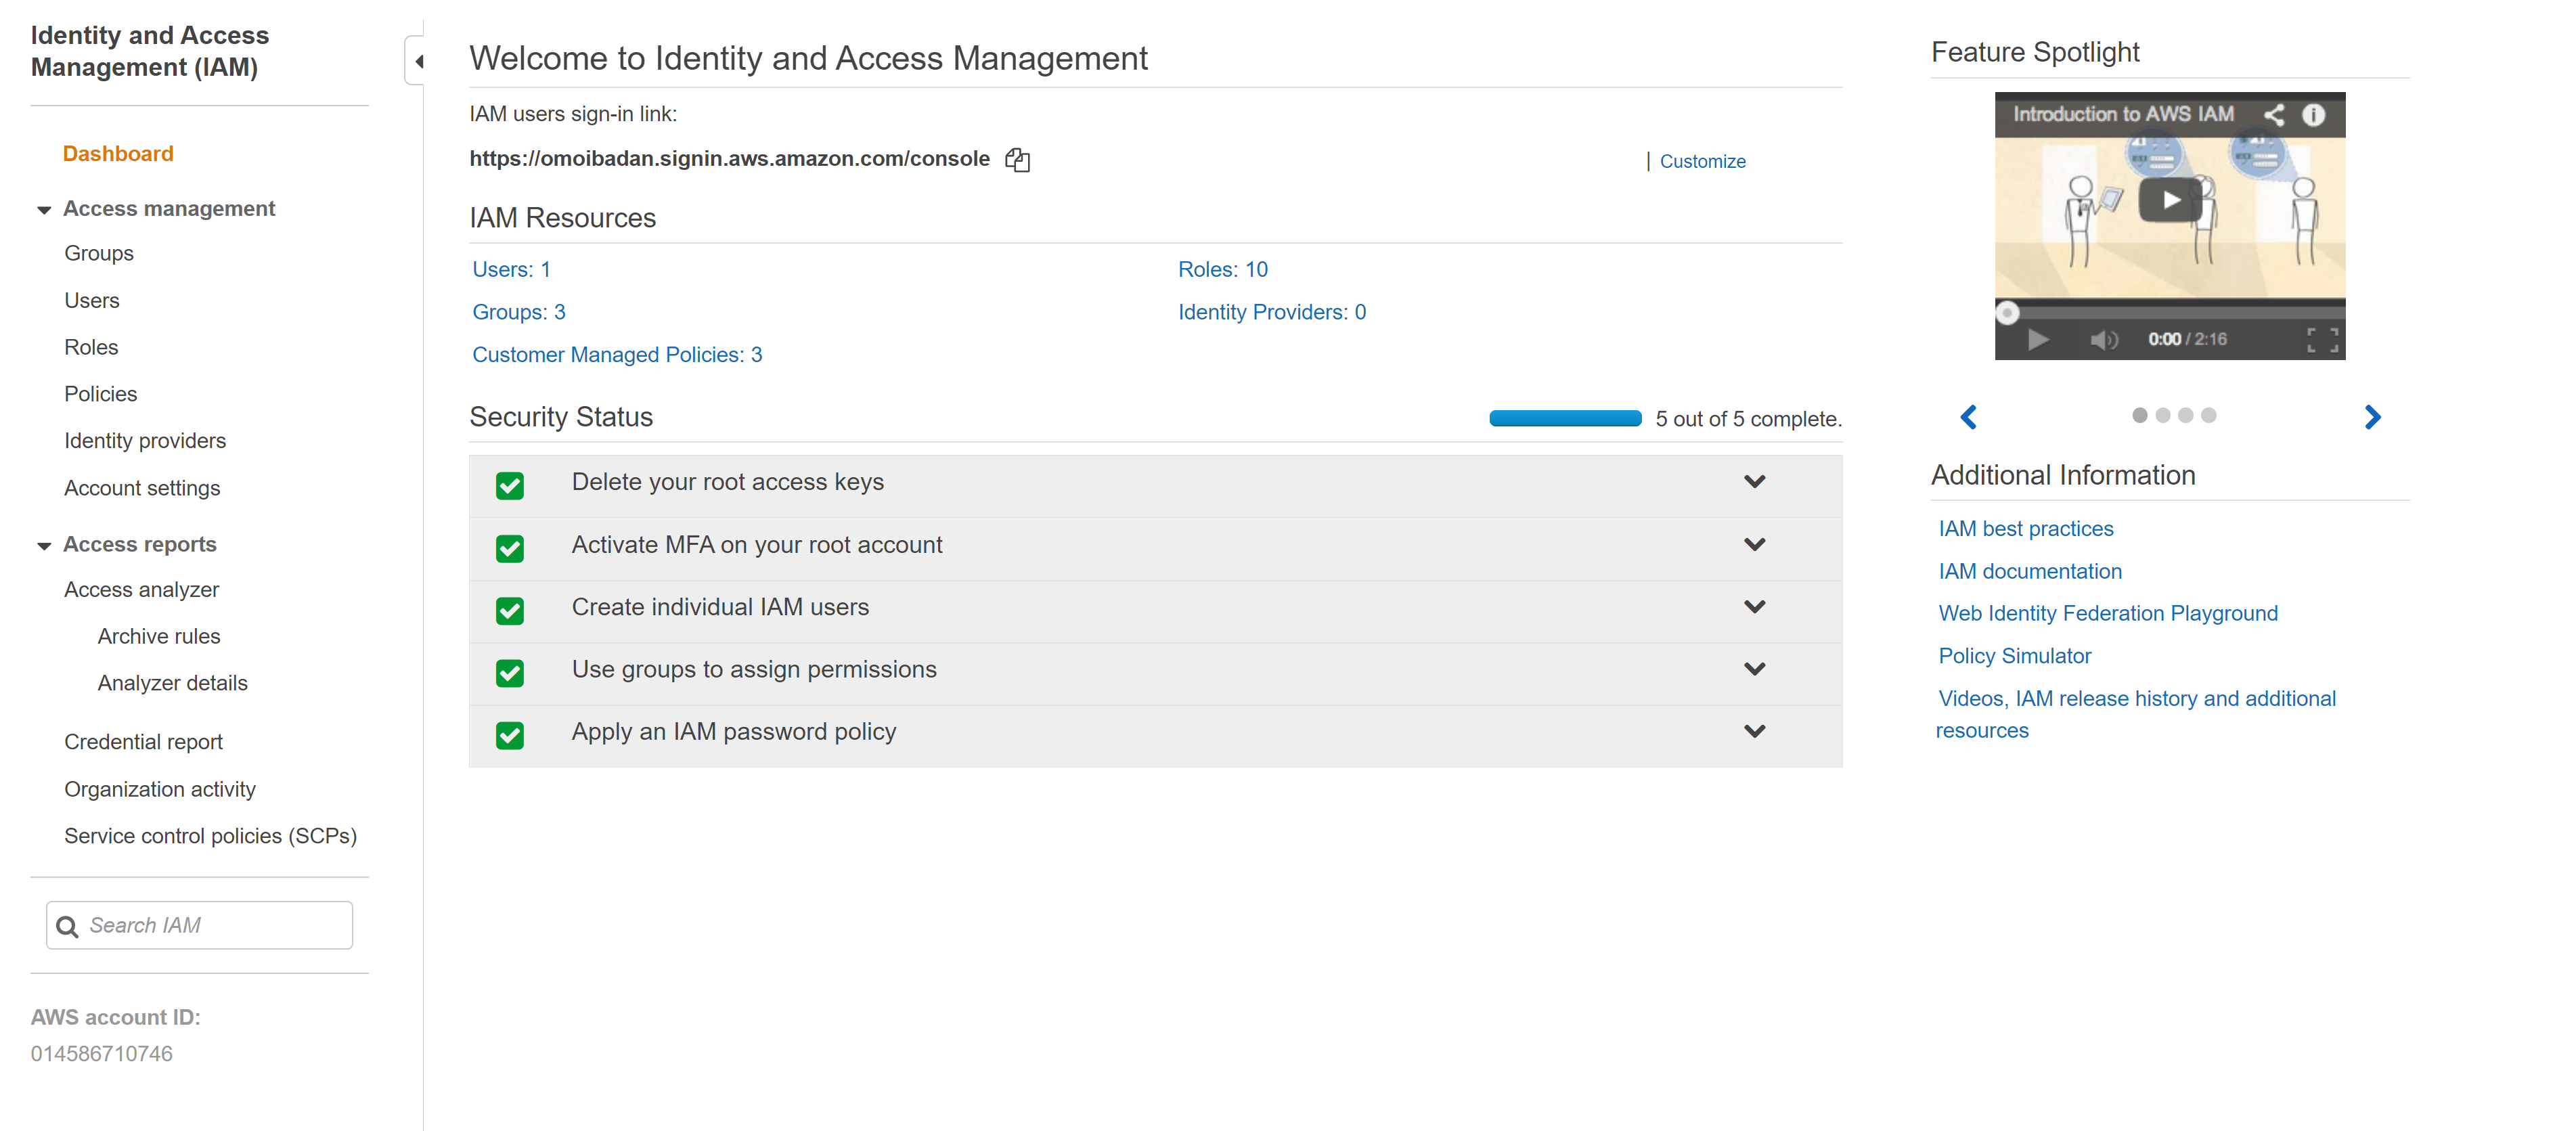 Identity and Access
Management (IAM)
Dashboard
Access management
Groups
Users
Roles
Policies
Identity providers
Account settings
Access reports
Access analyzer
Archive rules
Analyzer details
Credential report
Organization activity
Service control policies (SCPs)
Search IAM
AWS account ID:
014586710746
Welcome to Identity and Access Management
IAM users sign-in link:
https://omoibadan.signin.aws.amazon.com/console
| Customize
IAM Resources
Users: 1
Roles: 10
Groups: 3
Identity Providers: 0
Customer Managed Policies: 3
Security Status
5 out of 5 complete.
Delete your root access keys
Activate MFA on your root account
Create individual IAM users
Use groups to assign permissions
Apply an IAM password policy
Feature Spotlight
Introduction to AWS IAM
0:00 / 2:16
Additional Information
IAM best practices
IAM documentation
Web Identity Federation Playground
Policy Simulator
Videos, IAM release history and additional
resources